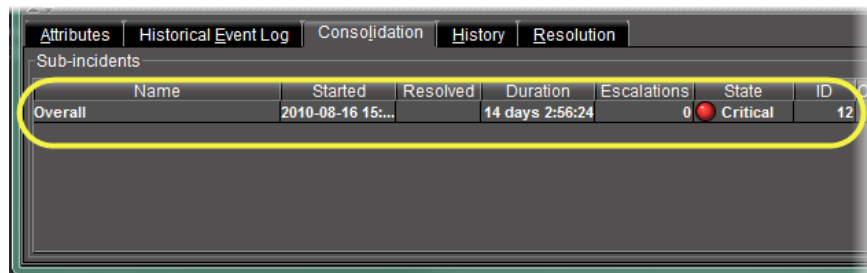 Attributes Historical Event Log Consolidation History Resolution
Sub-incidents
Name Started Resolved Duration Escalations State ID
Overall 2010-08-16 15:... 14 days 2:56:24 0 Critical 12